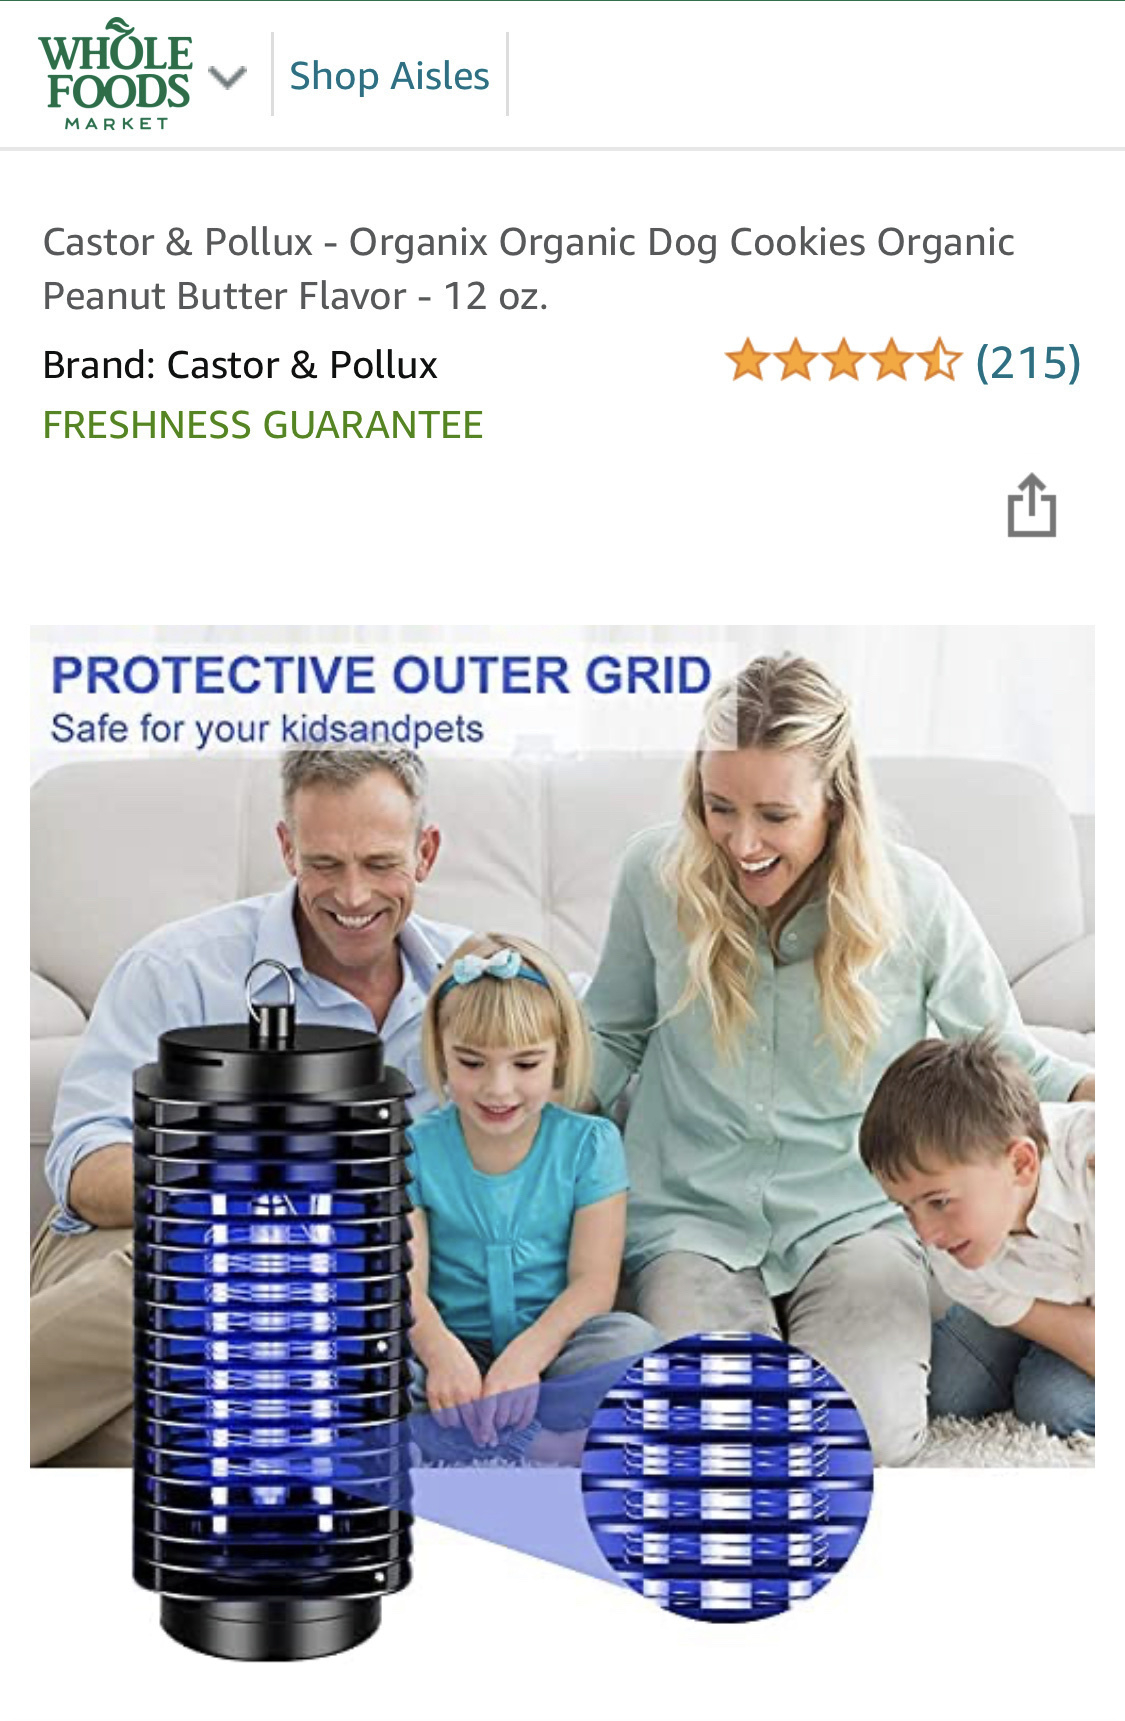 WHOLE
FOODS
MARKET
Shop Aisles
Castor & Pollux - Organix Organic Dog Cookies Organic
Peanut Butter Flavor - 12 oz.
Brand: Castor & Pollux
(215)
FRESHNESS GUARANTEE
PROTECTIVE OUTER GRID
Safe for your kidsandpets